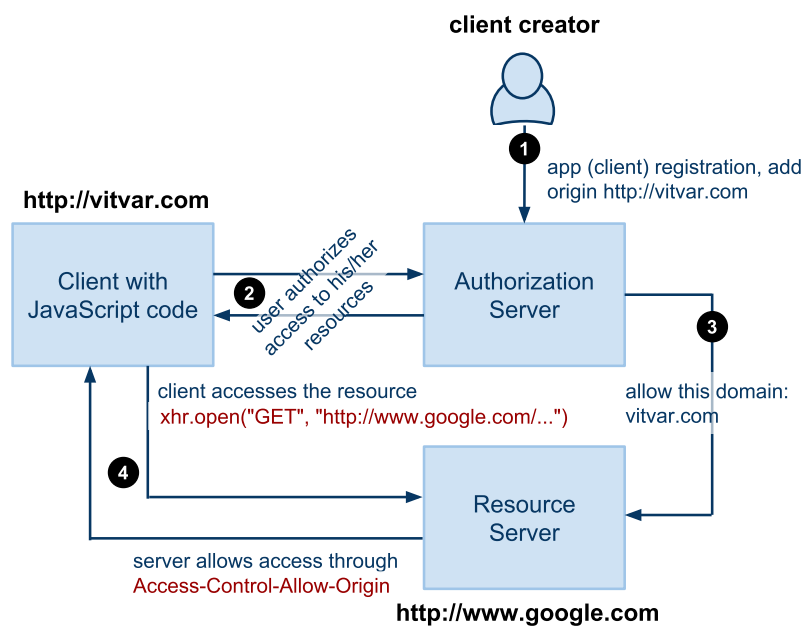 client creator
1
app (client) registration, add
origin http://vitvar.com
http://vitvar.com
Client with
JavaScript code
2
user authorizes
access to his/her
resources
Authorization
Server
3
allow this domain:
vitvar.com
client accesses the resource
xhr.open("GET", "http://www.google.com/...")
4
Resource
Server
server allows access through
Access-Control-Allow-Origin
http://www.google.com